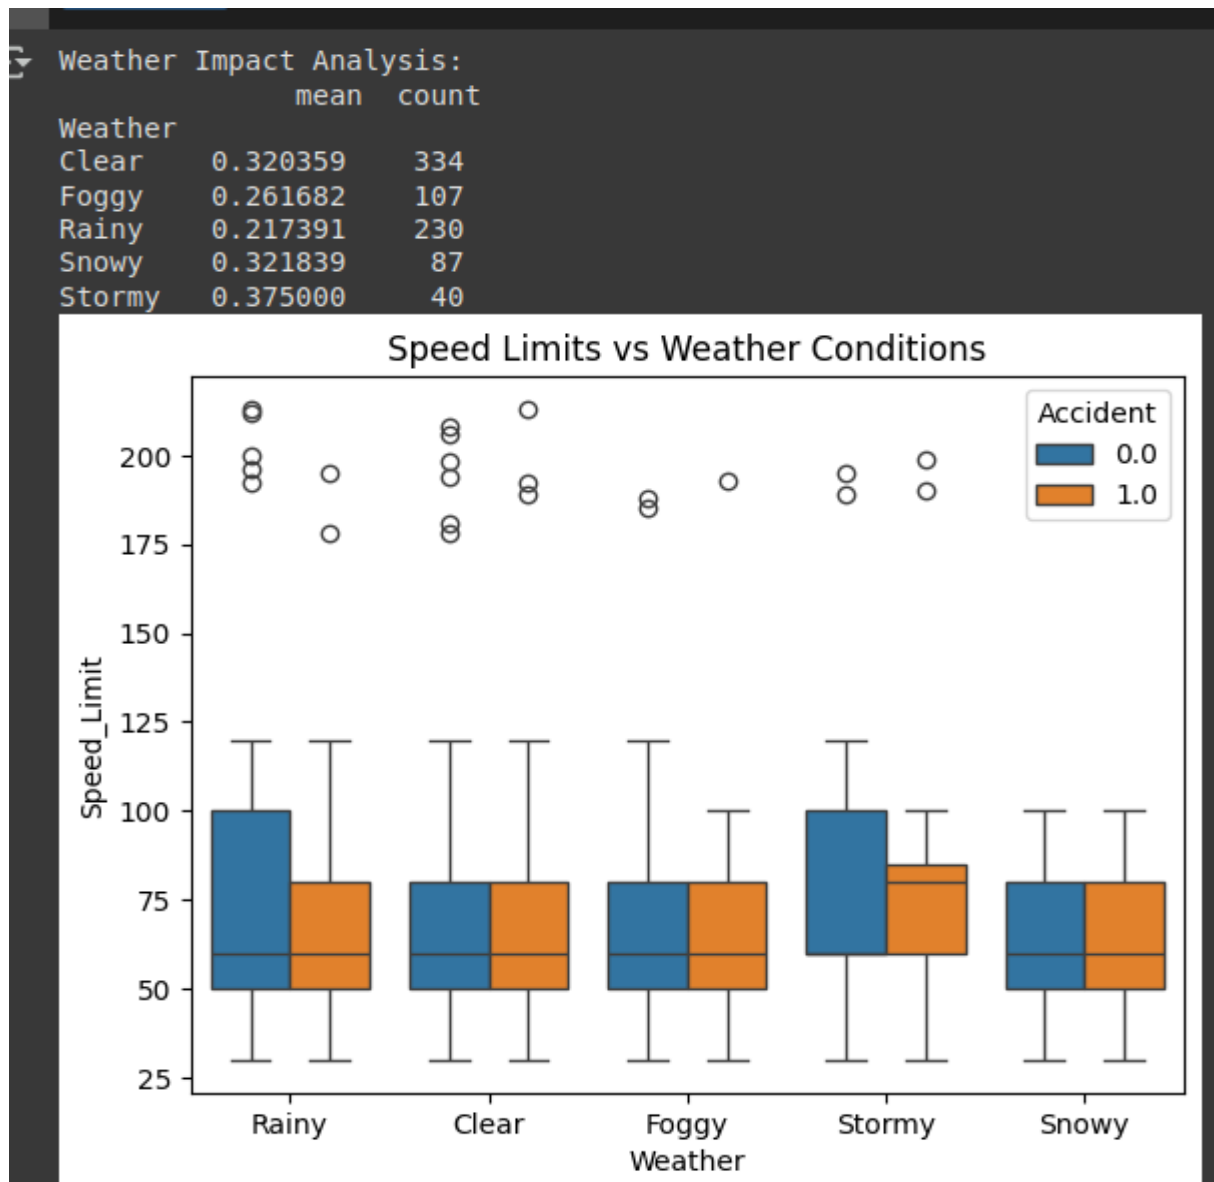 Weather Impact Analysis:
mean count
Weather
Clear 0.320359 334
Foggy 0.261682 107
Rainy 0.217391 230
Snowy 0.321839 87
Stormy 0.375000 40
Speed Limits vs Weather Conditions
Accident
0.0
1.0
200
175
150
125
100
75
50
25
Speed_Limit
Rainy Clear Foggy Stormy Snowy
Weather